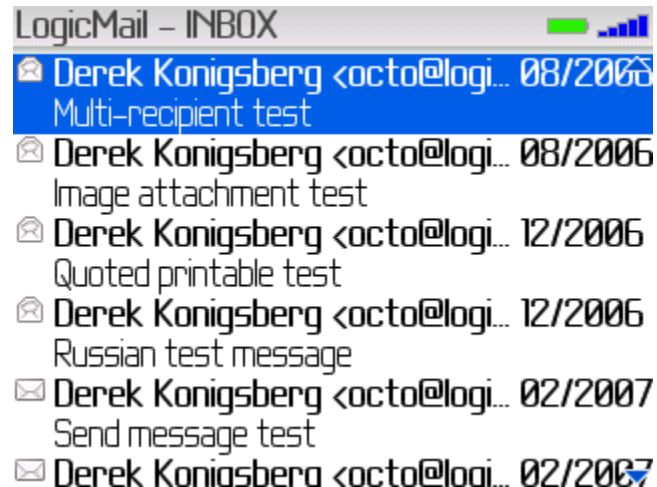 LogicMail – INBOX
Derek Konigsberg <octo@logi... 08/2006
Multi-recipient test
Derek Konigsberg <octo@logi... 08/2006
Image attachment test
Derek Konigsberg <octo@logi... 12/2006
Quoted printable test
Derek Konigsberg <octo@logi... 12/2006
Russian test message
Derek Konigsberg <octo@logi... 02/2007
Send message test
Derek Konigsberg <octo@logi... 02/2007